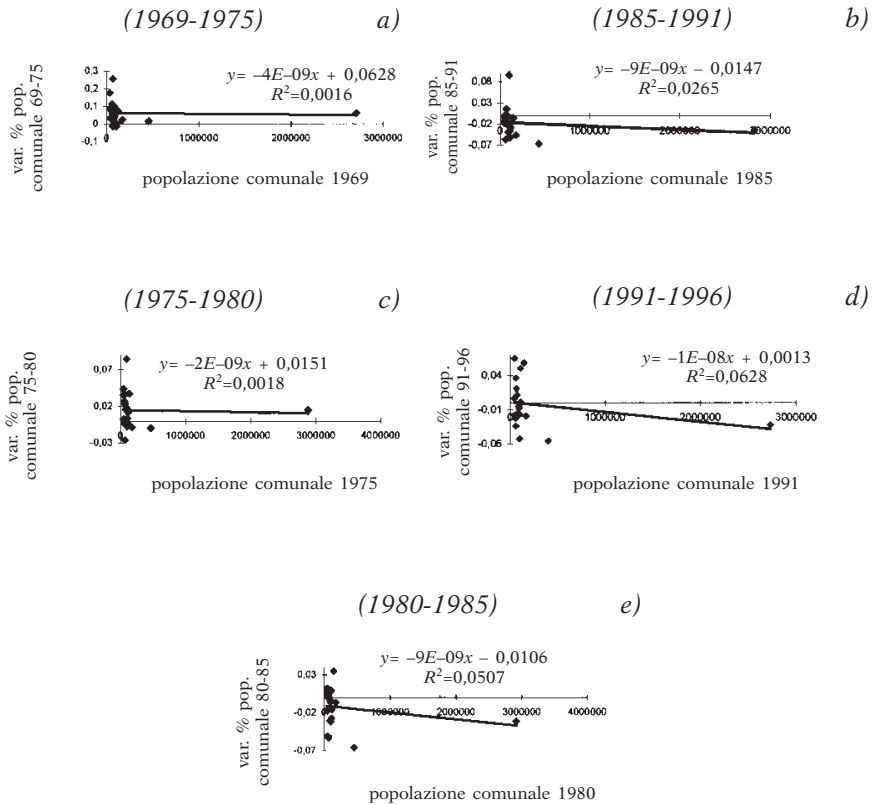 (1969-1975) a)
var. % pop.
comunale 69-75
0,3
0,2
0,1
0
-0,1
y= –4E–09x + 0,0628
R²=0,0016
0 1000000 2000000 3000000
popolazione comunale 1969
(1985-1991) b)
var. % pop.
comunale 85-91
0,08
0,03
-0,02
-0,07
y= –9E–09x – 0,0147
R²=0,0265
1000000 2000000 3000000
popolazione comunale 1985
(1975-1980) c)
var. % pop.
comunale 75-80
0,07
0,02
-0,03
y= –2E–09x + 0,0151
R²=0,0018
0 1000000 2000000 3000000 4000000
popolazione comunale 1975
(1991-1996) d)
var. % pop.
comunale 91-96
0,04
-0,01
-0,06
y= –1E–08x + 0,0013
R²=0,0628
0 1000000 2000000 3000000
popolazione comunale 1991
(1980-1985) e)
var. % pop.
comunale 80-85
0,03
-0,02
-0,07
y= –9E–09x – 0,0106
R²=0,0507
0 1000000 2000000 3000000 4000000
popolazione comunale 1980